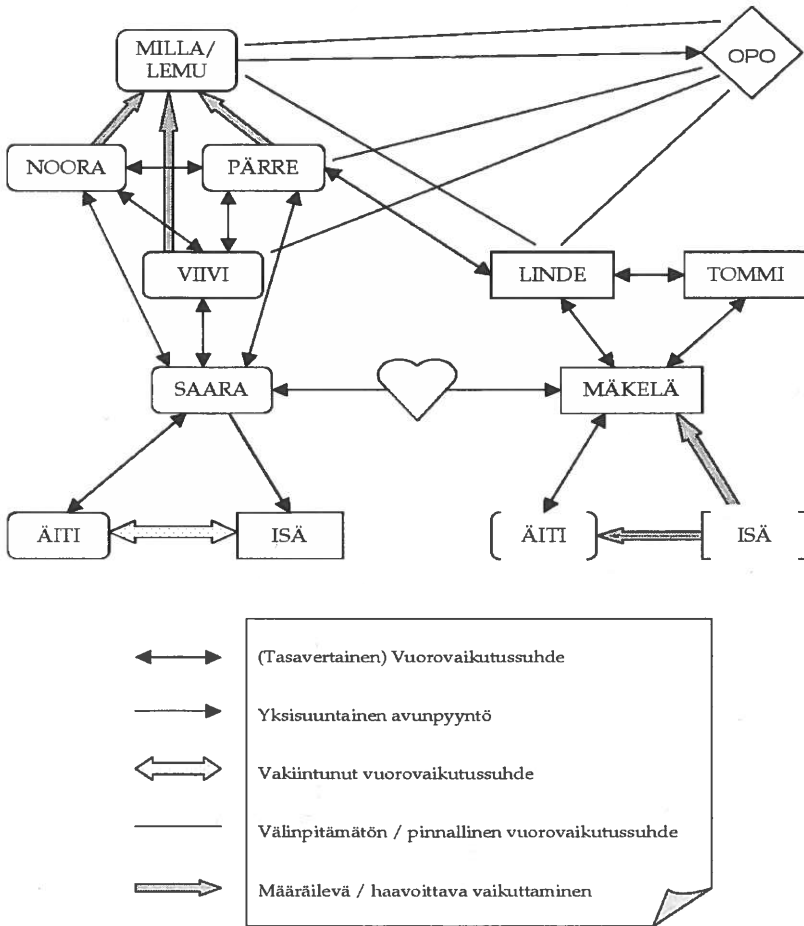 MILLA/
LEMU
OPO
NOORA
PÄRRE
VIIVI
LINDE
TOMMI
SAARA
MÄKELÄ
ÄITI
ISÄ
ÄITI
ISÄ
(Tasavertainen) Vuorovaikutussuhde
Yksisuuntainen avunpyyntö
Vakiintunut vuorovaikutussuhde
Välinpitämätön / pinnallinen vuorovaikutussuhde
Määräilevä / haavoittava vaikuttaminen